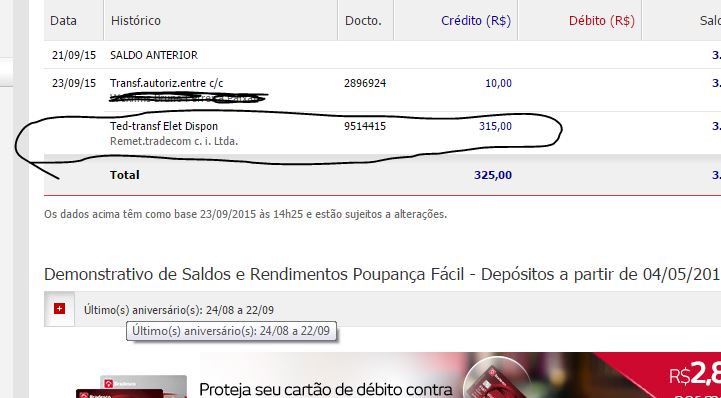 Data Histórico Docto. Crédito (R$) Débito (R$) Sald
21/09/15 SALDO ANTERIOR 3.
23/09/15 Transf.autoriz.entre c/c 2896924 10,00 3.
Ted-transf Elet Dispon 9514415 315,00 3.
Remet.tradecom c. i. Ltda.
Total 325,00 3.
Os dados acima têm como base 23/09/2015 às 14h25 e estão sujeitos a alterações.
Demonstrativo de Saldos e Rendimentos Poupança Fácil - Depósitos a partir de 04/05/201
Último(s) aniversário(s): 24/08 a 22/09
Último(s) aniversário(s): 24/08 a 22/09
Bradesco
Proteja seu cartão de débito contra
R$2,8